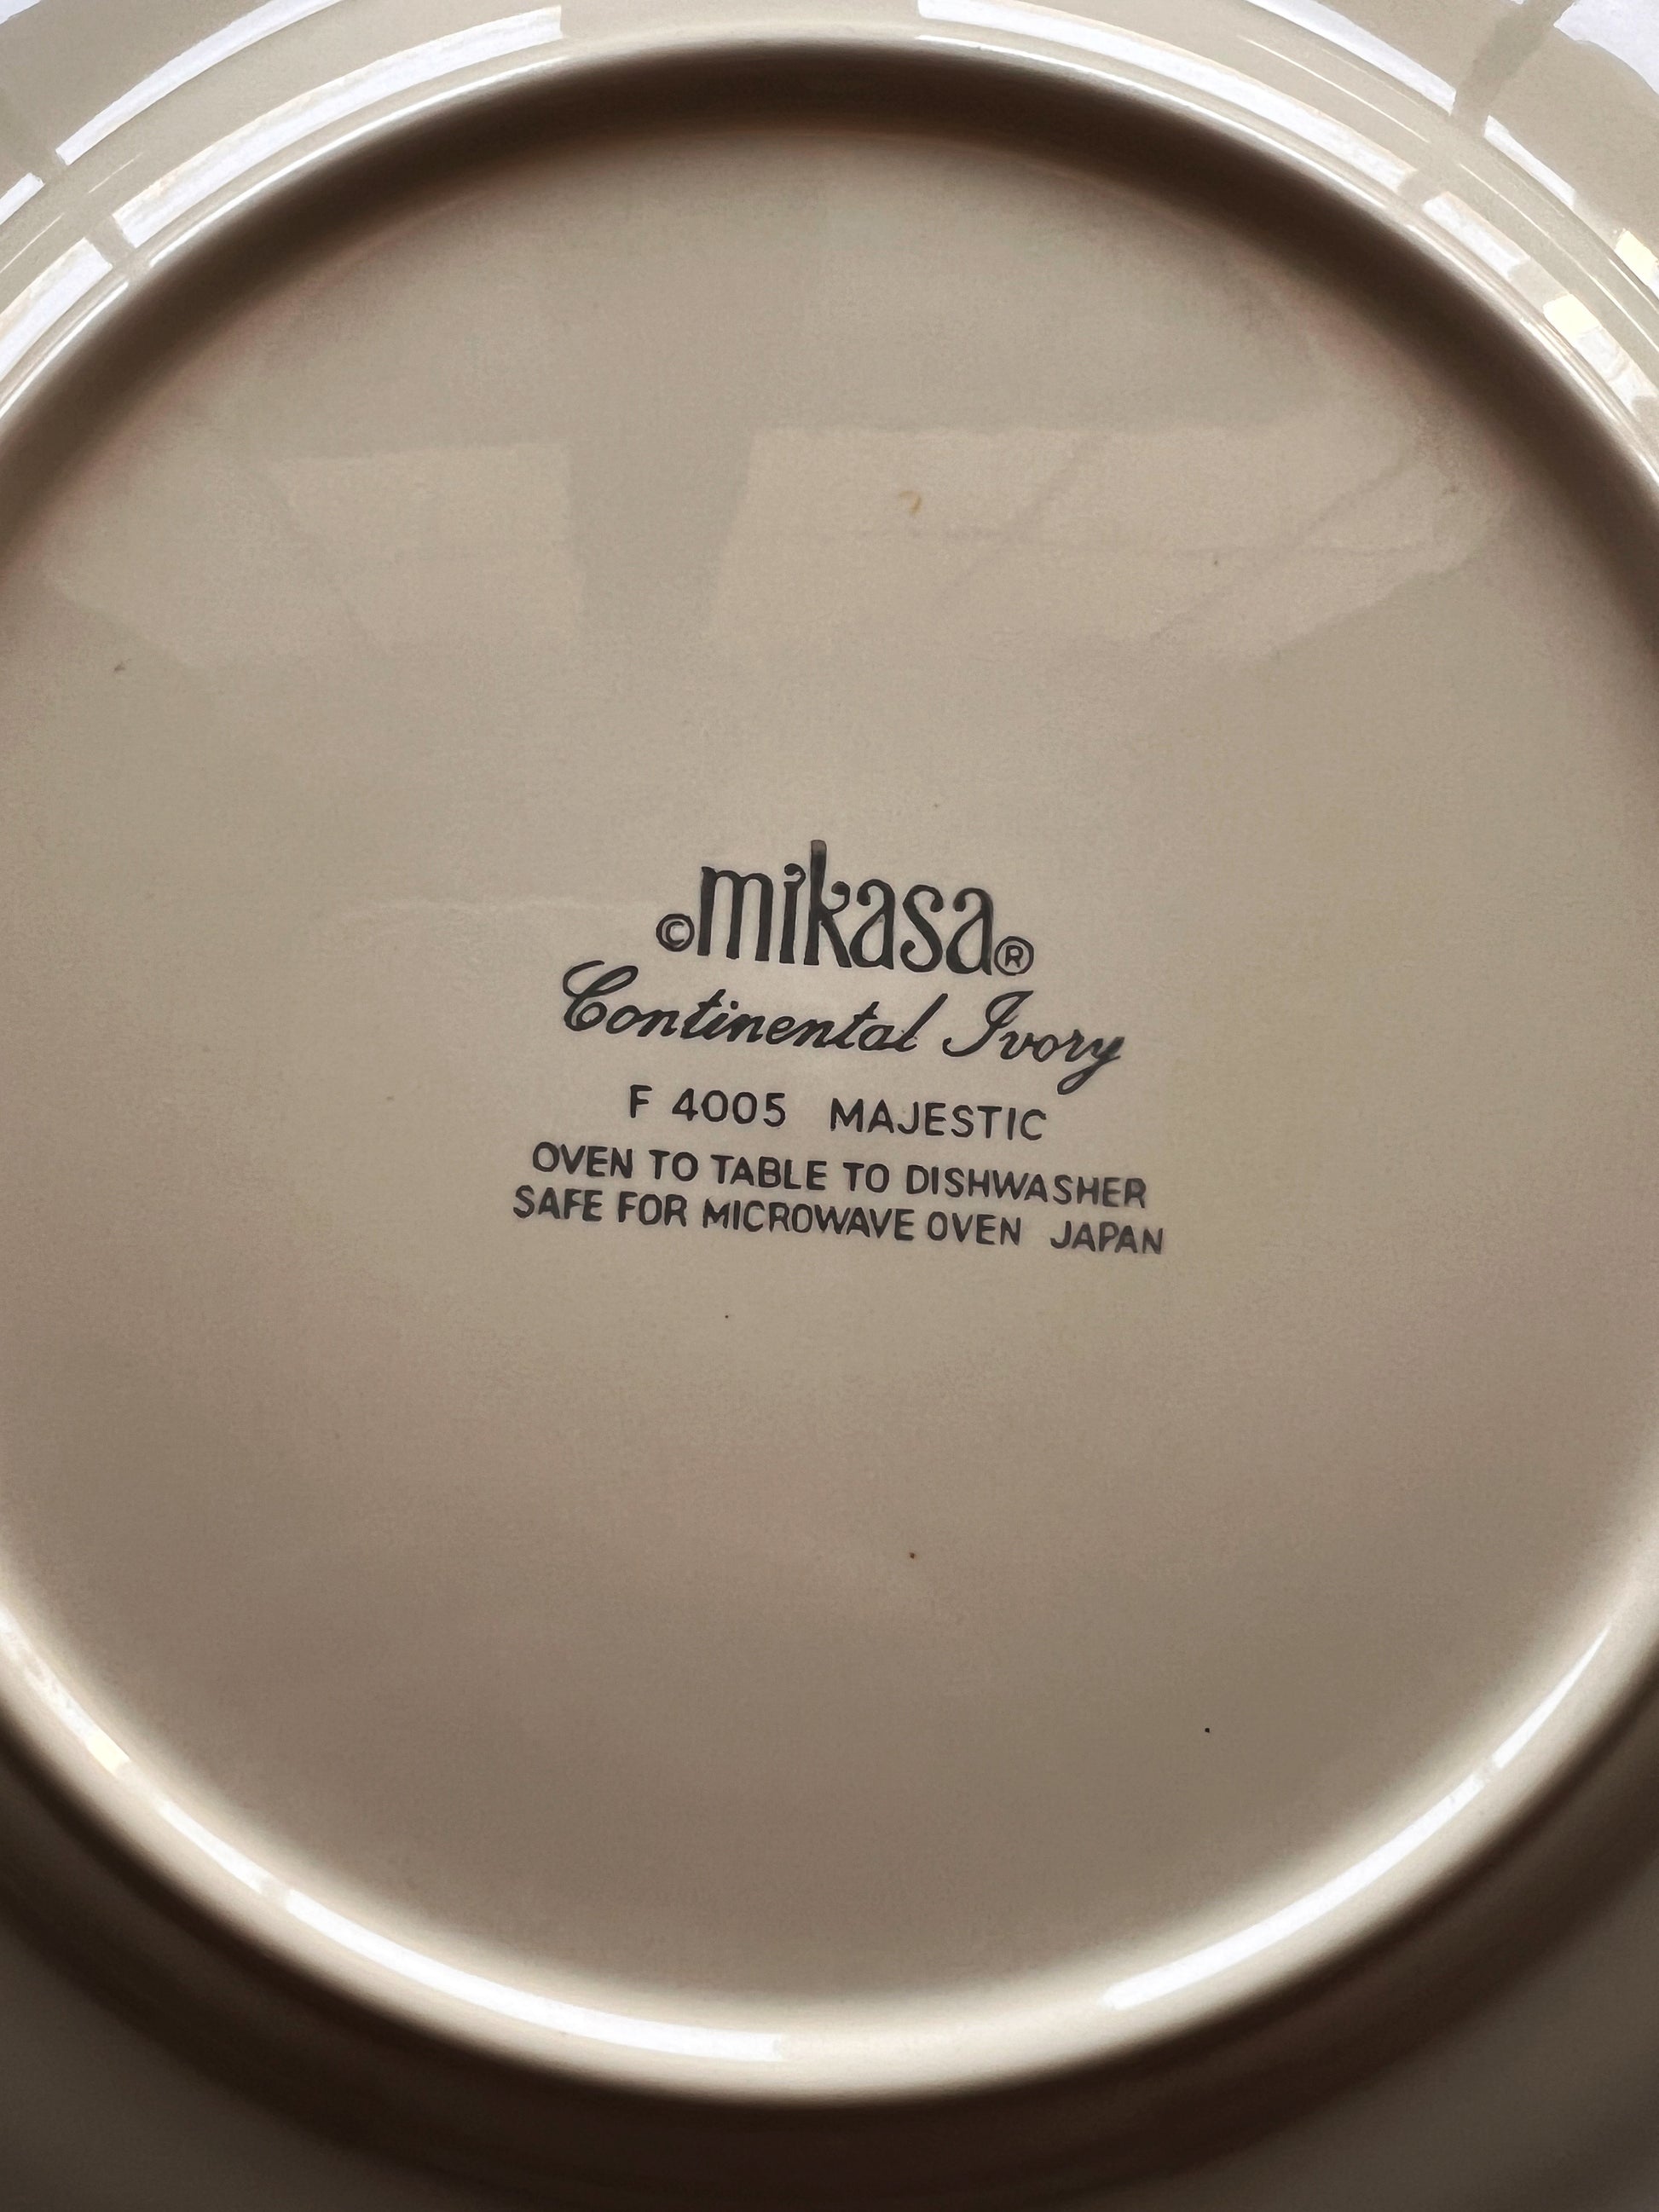 ©mikasa®
Continental Ivory
F 4005 MAJESTIC
OVEN TO TABLE TO DISHWASHER
SAFE FOR MICROWAVE OVEN JAPAN